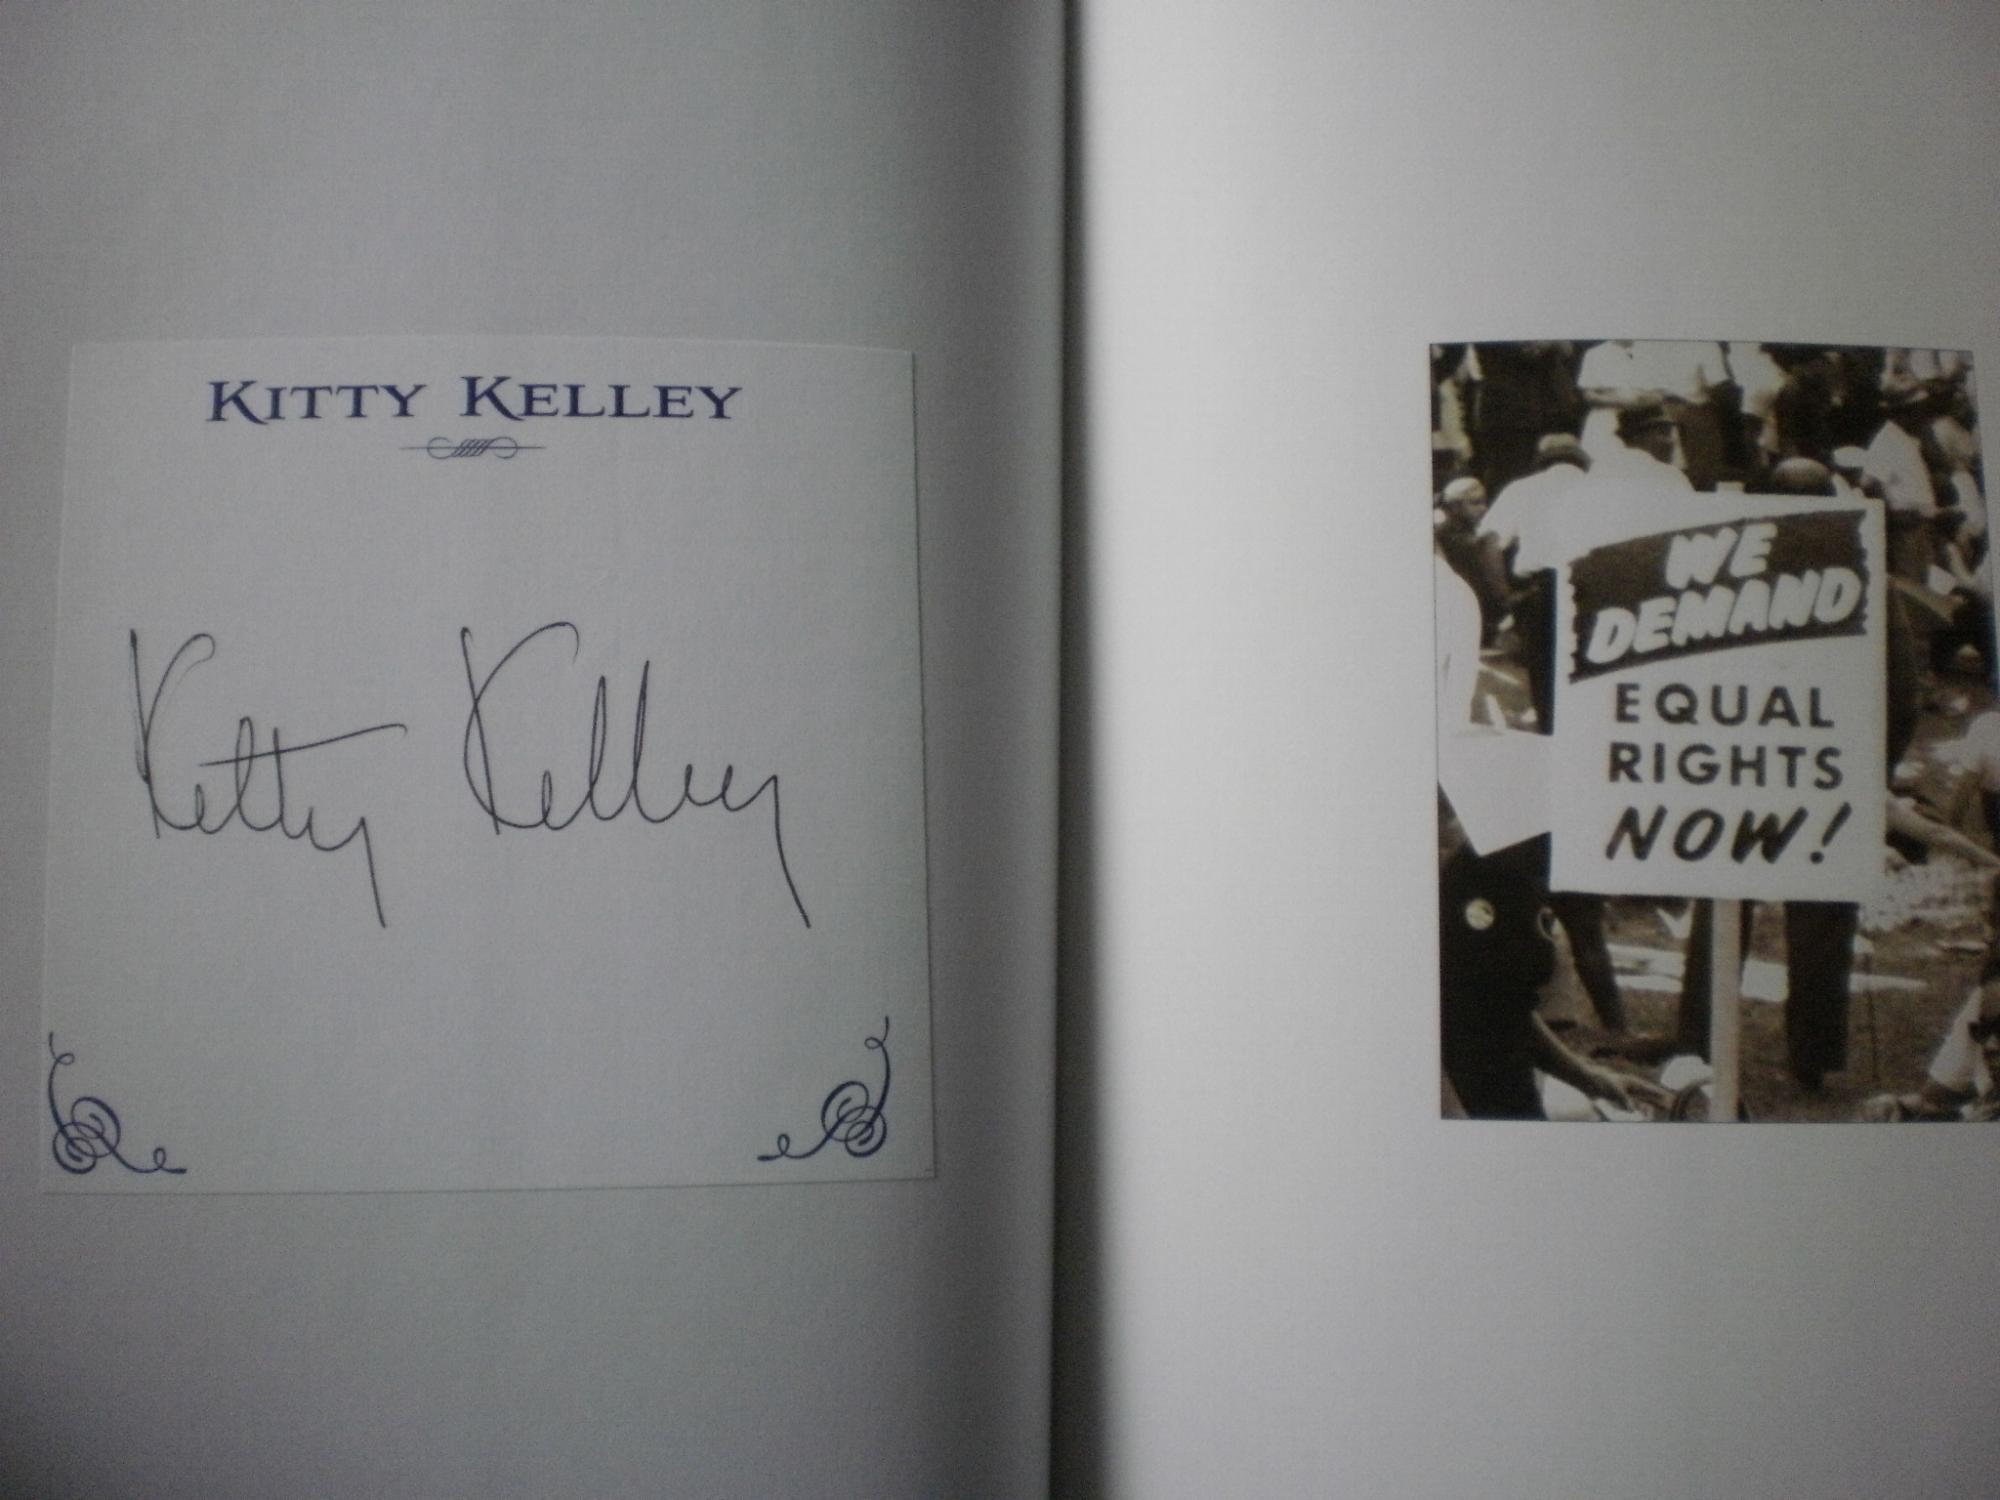 KITTY KELLEY
Kitty Kelley
WE
DEMAND
EQUAL
RIGHTS
NOW!